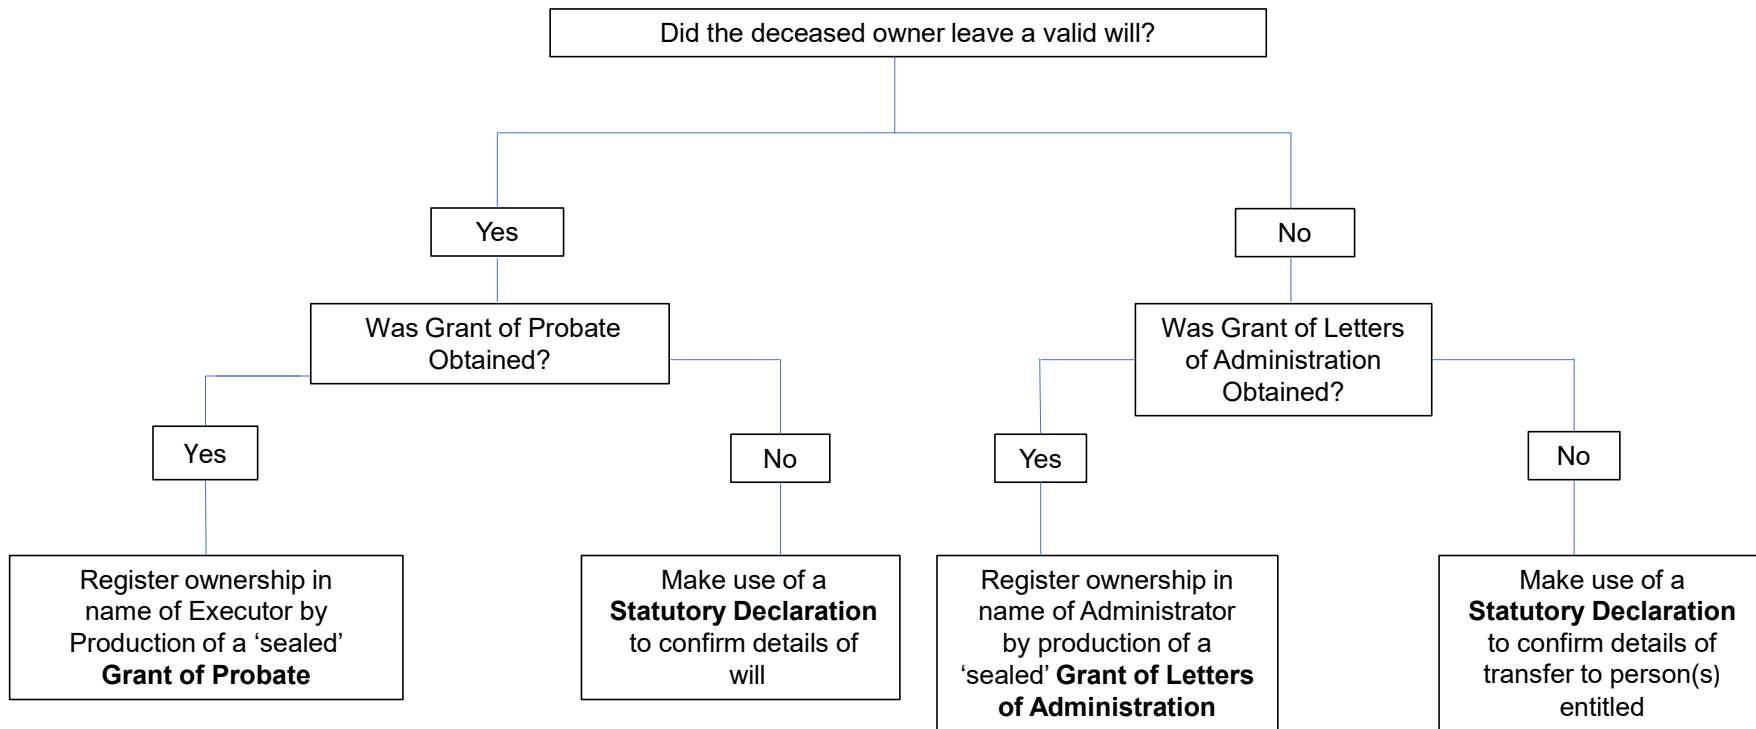 Did the deceased owner leave a valid will?
Yes
No
Was Grant of Probate
Obtained?
Was Grant of Letters
of Administration
Obtained?
Yes
No
Yes
No
Register ownership in
name of Executor by
Production of a ‘sealed’
Grant of Probate
Make use of a
Statutory Declaration
to confirm details of
will
Register ownership in
name of Administrator
by production of a
‘sealed’ Grant of Letters
of Administration
Make use of a
Statutory Declaration
to confirm details of
transfer to person(s)
entitled